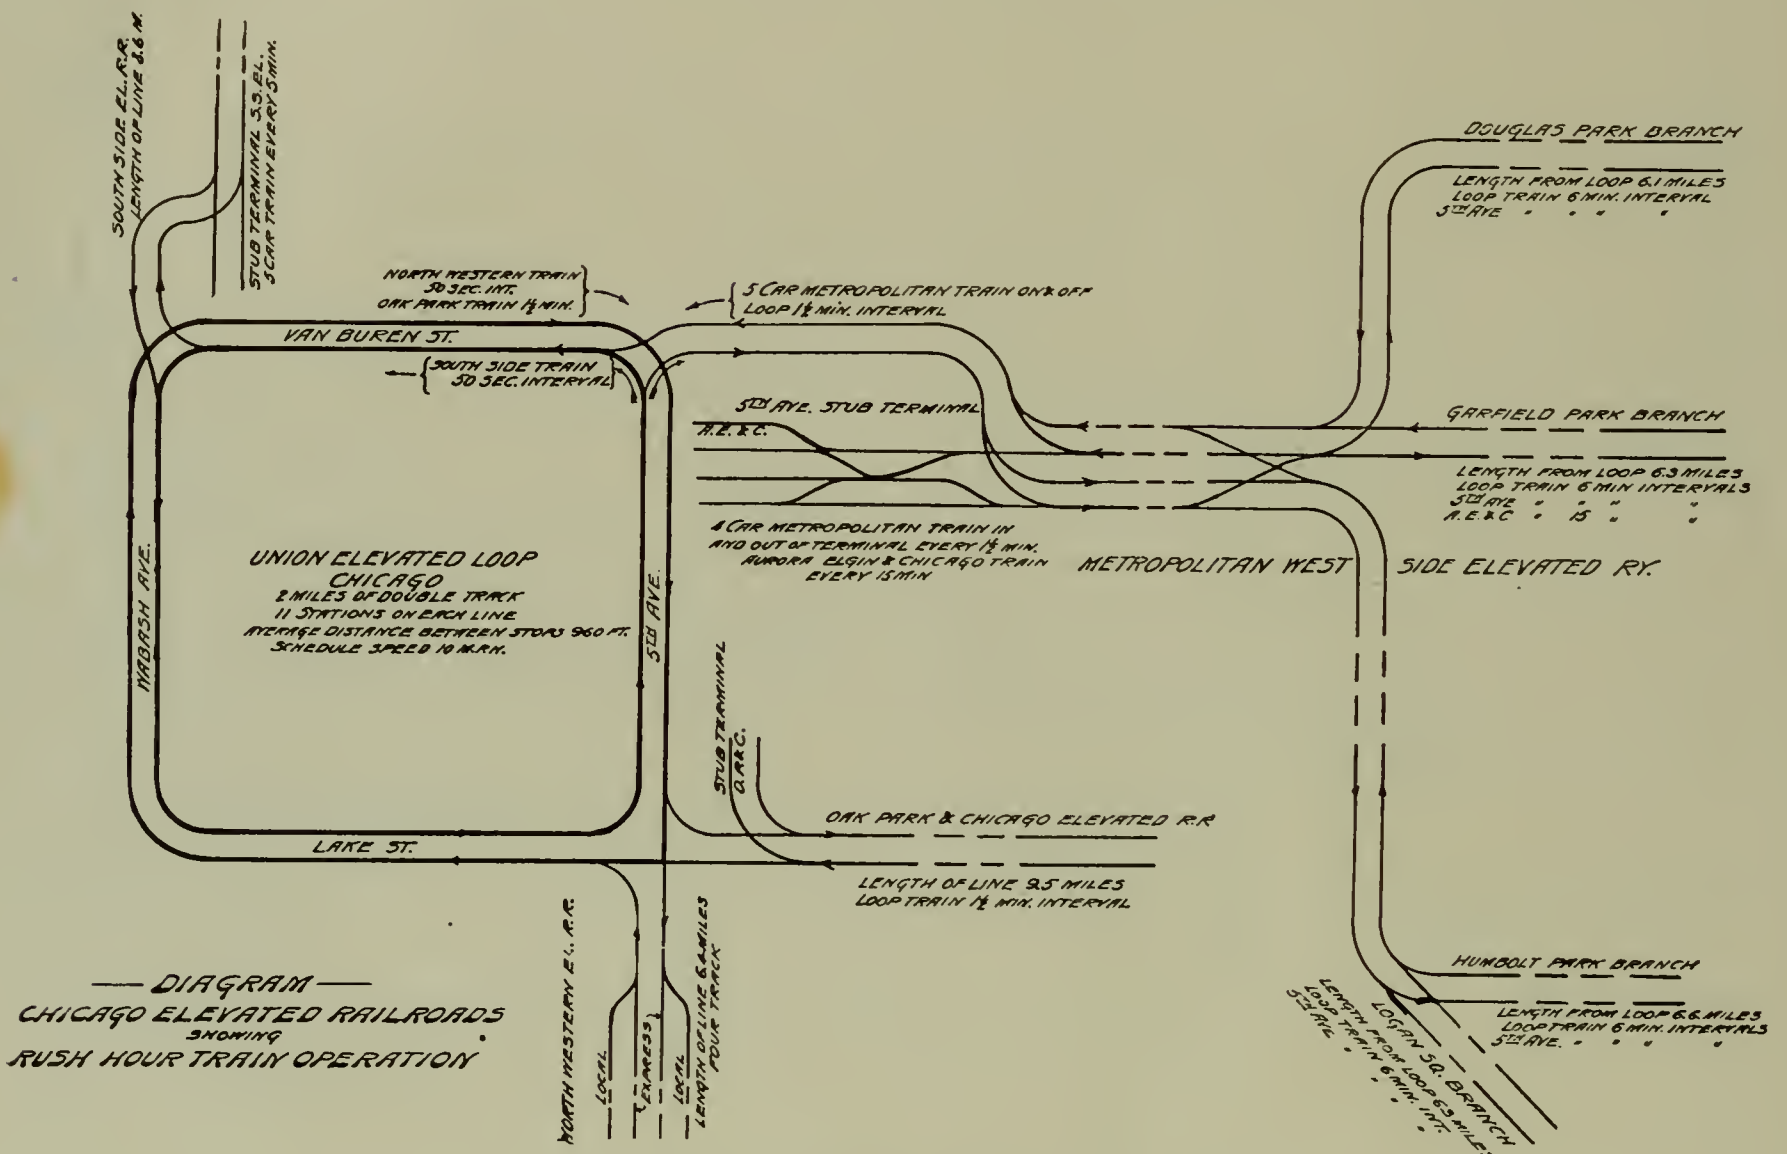 SOUTH SIDE EL. R.R.
LENGTH OF LINE 8.6 M.
STUB TERMINAL S.S. EL.
5 CAR TRAIN EVERY 5 MIN.
DOUGLAS PARK BRANCH
LENGTH FROM LOOP 6.1 MILES
LOOP TRAIN 6 MIN. INTERVAL
5TH AVE " " " "
NORTH WESTERN TRAIN
50 SEC. INT.
OAK PARK TRAIN 1½ MIN.
5 CAR METROPOLITAN TRAIN ON & OFF
LOOP 1½ MIN. INTERVAL
VAN BUREN ST.
SOUTH SIDE TRAIN
50 SEC. INTERVAL
5TH AVE. STUB TERMINAL
A.E. & C.
GARFIELD PARK BRANCH
LENGTH FROM LOOP 6.3 MILES
LOOP TRAIN 6 MIN INTERVALS
5TH AVE " " " "
A.E. & C " 15 " "
4 CAR METROPOLITAN TRAIN IN
AND OUT OF TERMINAL EVERY 1½ MIN.
AURORA ELGIN & CHICAGO TRAIN
EVERY 15 MIN
METROPOLITAN WEST SIDE ELEVATED RY.
UNION ELEVATED LOOP
CHICAGO
2 MILES OF DOUBLE TRACK
11 STATIONS ON EACH LINE
AVERAGE DISTANCE BETWEEN STOPS 960 FT.
SCHEDULE SPEED 10 M.P.H.
WABASH AVE.
5TH AVE.
STUB TERMINAL
O.P. & C.
OAK PARK & CHICAGO ELEVATED R.R
LAKE ST.
LENGTH OF LINE 9.5 MILES
LOOP TRAIN 1½ MIN. INTERVAL
NORTH WESTERN EL. R.R.
LOCAL
EXPRESS
LOCAL
LENGTH OF LINE 6.4 MILES
FOUR TRACK
HUMBOLT PARK BRANCH
LENGTH FROM LOOP 6.6 MILES
LOOP TRAIN 6 MIN. INTERVALS
5TH AVE. " " " "
LOGAN SQ. BRANCH
LENGTH FROM LOOP 6.3 MILES
LOOP TRAIN 6 MIN. INT.
5TH AVE " " "
DIAGRAM
CHICAGO ELEVATED RAILROADS
SHOWING
RUSH HOUR TRAIN OPERATION